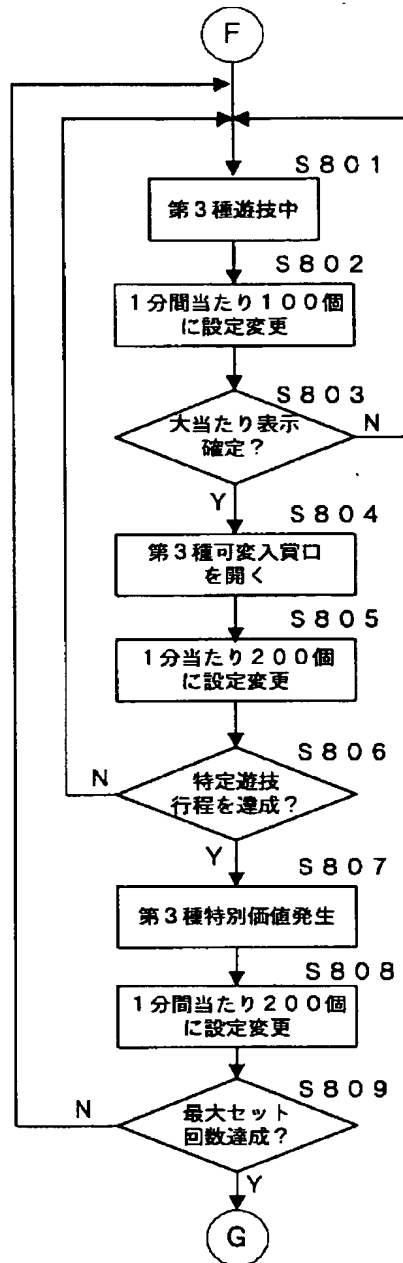 F
S801
第3種遊技中
S802
1分間当たり100個
に設定変更
S803
大当たり表示
確定?
N
Y
S804
第3種可変入賞口
を開く
S805
1分当たり200個
に設定変更
S806
特定遊技
行程を達成?
N
Y
S807
第3種特別価値発生
S808
1分間当たり200個
に設定変更
S809
最大セット
回数達成?
N
Y
G